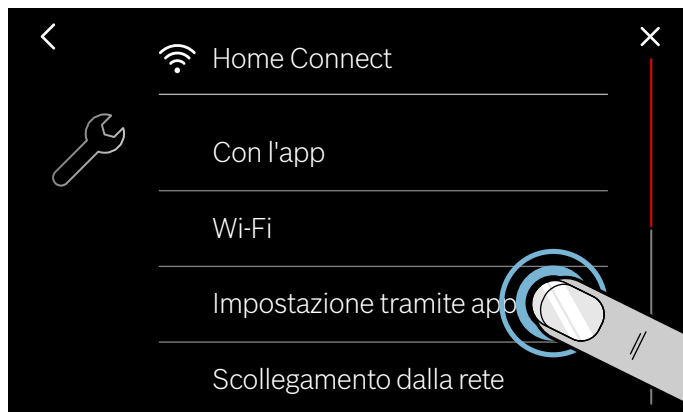 Home Connect
Con l'app
Wi-Fi
Impostazione tramite app
Scollegamento dalla rete